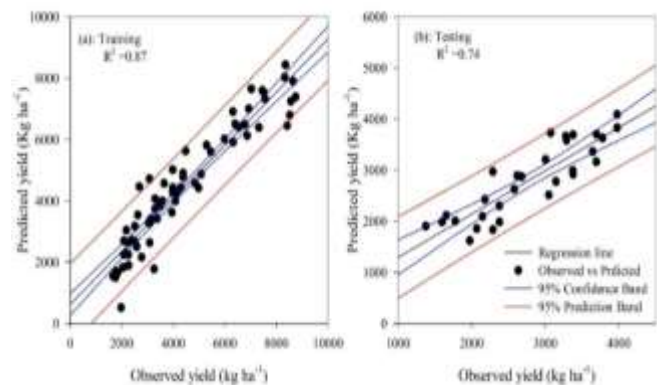 (a): Training
R² =0.87
10000
8000
6000
4000
2000
0
Predicted yield (Kg ha⁻¹)
0 2000 4000 6000 8000 10000
Observed yield (kg ha⁻¹)
(b): Testing
R² =0.74
6000
5000
4000
3000
2000
1000
0
Predicted yield (Kg ha⁻¹)
Regression line
Observed vs Prdicted
95% Confidence Band
95% Prediction Band
1000 2000 3000 4000
Observed yield (kg ha⁻¹)